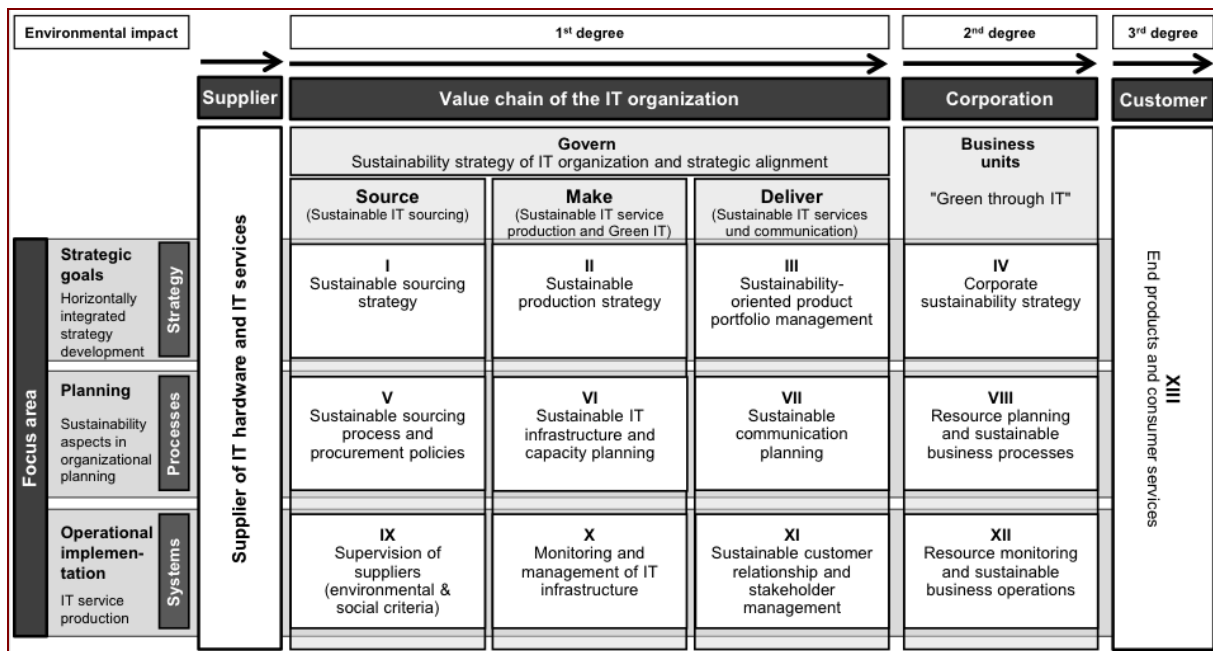 Environmental impact
1st degree
2nd degree
3rd degree
Supplier
Value chain of the IT organization
Corporation
Customer
Govern
Sustainability strategy of IT organization and strategic alignment
Source
(Sustainable IT sourcing)
Make
(Sustainable IT service
production and Green IT)
Deliver
(Sustainable IT services
und communication)
Business
units
"Green through IT"
Supplier of IT hardware and IT services
XIII
End products and consumer services
Focus area
Strategic
goals
Horizontally
integrated
strategy
development
Strategy
I
Sustainable sourcing
strategy
II
Sustainable
production strategy
III
Sustainability-
oriented product
portfolio management
IV
Corporate
sustainability strategy
Planning
Sustainability
aspects in
organizational
planning
Processes
V
Sustainable sourcing
process and
procurement policies
VI
Sustainable IT
infrastructure and
capacity planning
VII
Sustainable
communication
planning
VIII
Resource planning
and sustainable
business processes
Operational
implemen-
tation
IT service
production
Systems
IX
Supervision of
suppliers
(environmental &
social criteria)
X
Monitoring and
management of IT
infrastructure
XI
Sustainable customer
relationship and
stakeholder
management
XII
Resource monitoring
and sustainable
business operations